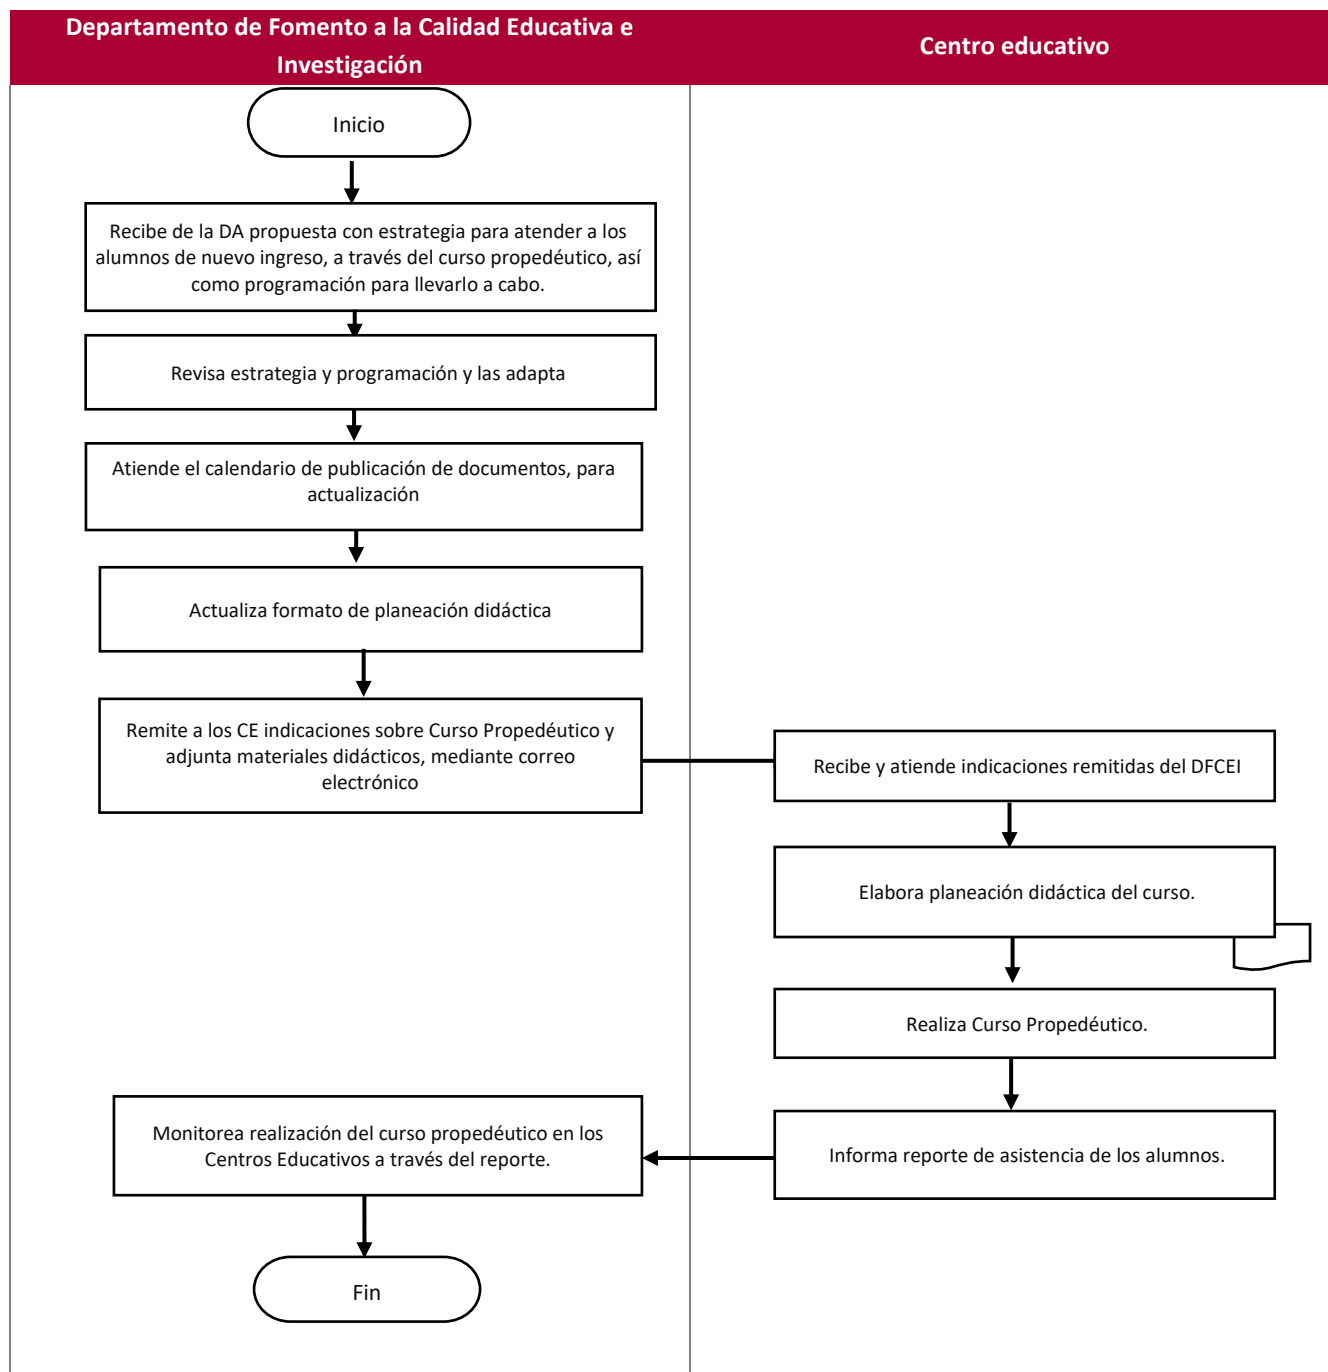 Departamento de Fomento a la Calidad Educativa e
Investigación
Centro educativo
Inicio
Recibe de la DA propuesta con estrategia para atender a los
alumnos de nuevo ingreso, a través del curso propedéutico, así
como programación para llevarlo a cabo.
Revisa estrategia y programación y las adapta
Atiende el calendario de publicación de documentos, para
actualización
Actualiza formato de planeación didáctica
Remite a los CE indicaciones sobre Curso Propedéutico y
adjunta materiales didácticos, mediante correo
electrónico
Recibe y atiende indicaciones remitidas del DFCEI
Elabora planeación didáctica del curso.
Realiza Curso Propedéutico.
Informa reporte de asistencia de los alumnos.
Monitorea realización del curso propedéutico en los
Centros Educativos a través del reporte.
Fin